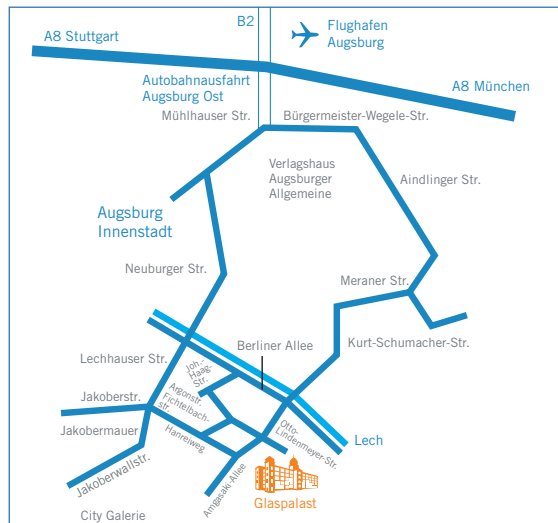 B2
Flughafen
Augsburg
A8 Stuttgart
Autobahnausfahrt
Augsburg Ost
A8 München
Mühlhauser Str.
Bürgermeister-Wegele-Str.
Verlagshaus
Augsburger
Allgemeine
Aindlinger Str.
Augsburg
Innenstadt
Neuburger Str.
Meraner Str.
Berliner Allee
Kurt-Schumacher-Str.
Lechhauser Str.
Joh.-
Haag-
Str.
Argonstr.
Fichtelbach-
str.
Jakoberstr.
Jakobermauer
Hanreiweg
Otto-
Lindenmeyer-Str.
Lech
Jakoberwallstr.
Amgasaki-Allee
Glaspalast
City Galerie